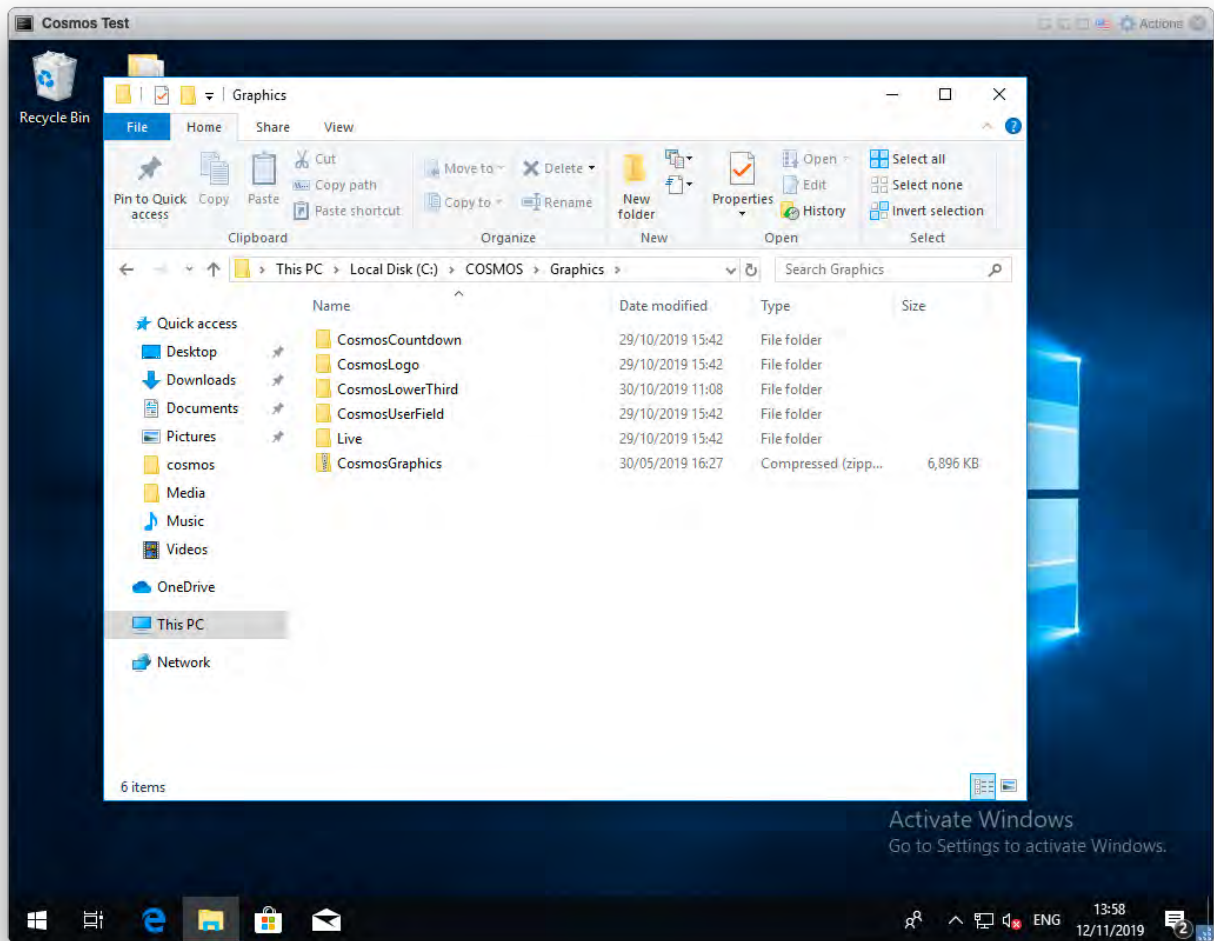 Cosmos Test
Actions
Recycle Bin
Graphics
File Home Share View
Pin to Quick access
Copy
Paste
Cut
Copy path
Paste shortcut
Clipboard
Move to
Copy to
Delete
Rename
Organize
New folder
New
Properties
Open
Edit
History
Open
Select all
Select none
Invert selection
Select
This PC > Local Disk (C:) > COSMOS > Graphics >
Search Graphics
Name Date modified Type Size
Quick access
Desktop
Downloads
Documents
Pictures
cosmos
Media
Music
Videos
OneDrive
This PC
Network
CosmosCountdown 29/10/2019 15:42 File folder
CosmosLogo 29/10/2019 15:42 File folder
CosmosLowerThird 30/10/2019 11:08 File folder
CosmosUserField 29/10/2019 15:42 File folder
Live 29/10/2019 15:42 File folder
CosmosGraphics 30/05/2019 16:27 Compressed (zipp... 6,896 KB
6 items
Activate Windows
Go to Settings to activate Windows.
ENG
13:58
12/11/2019
2